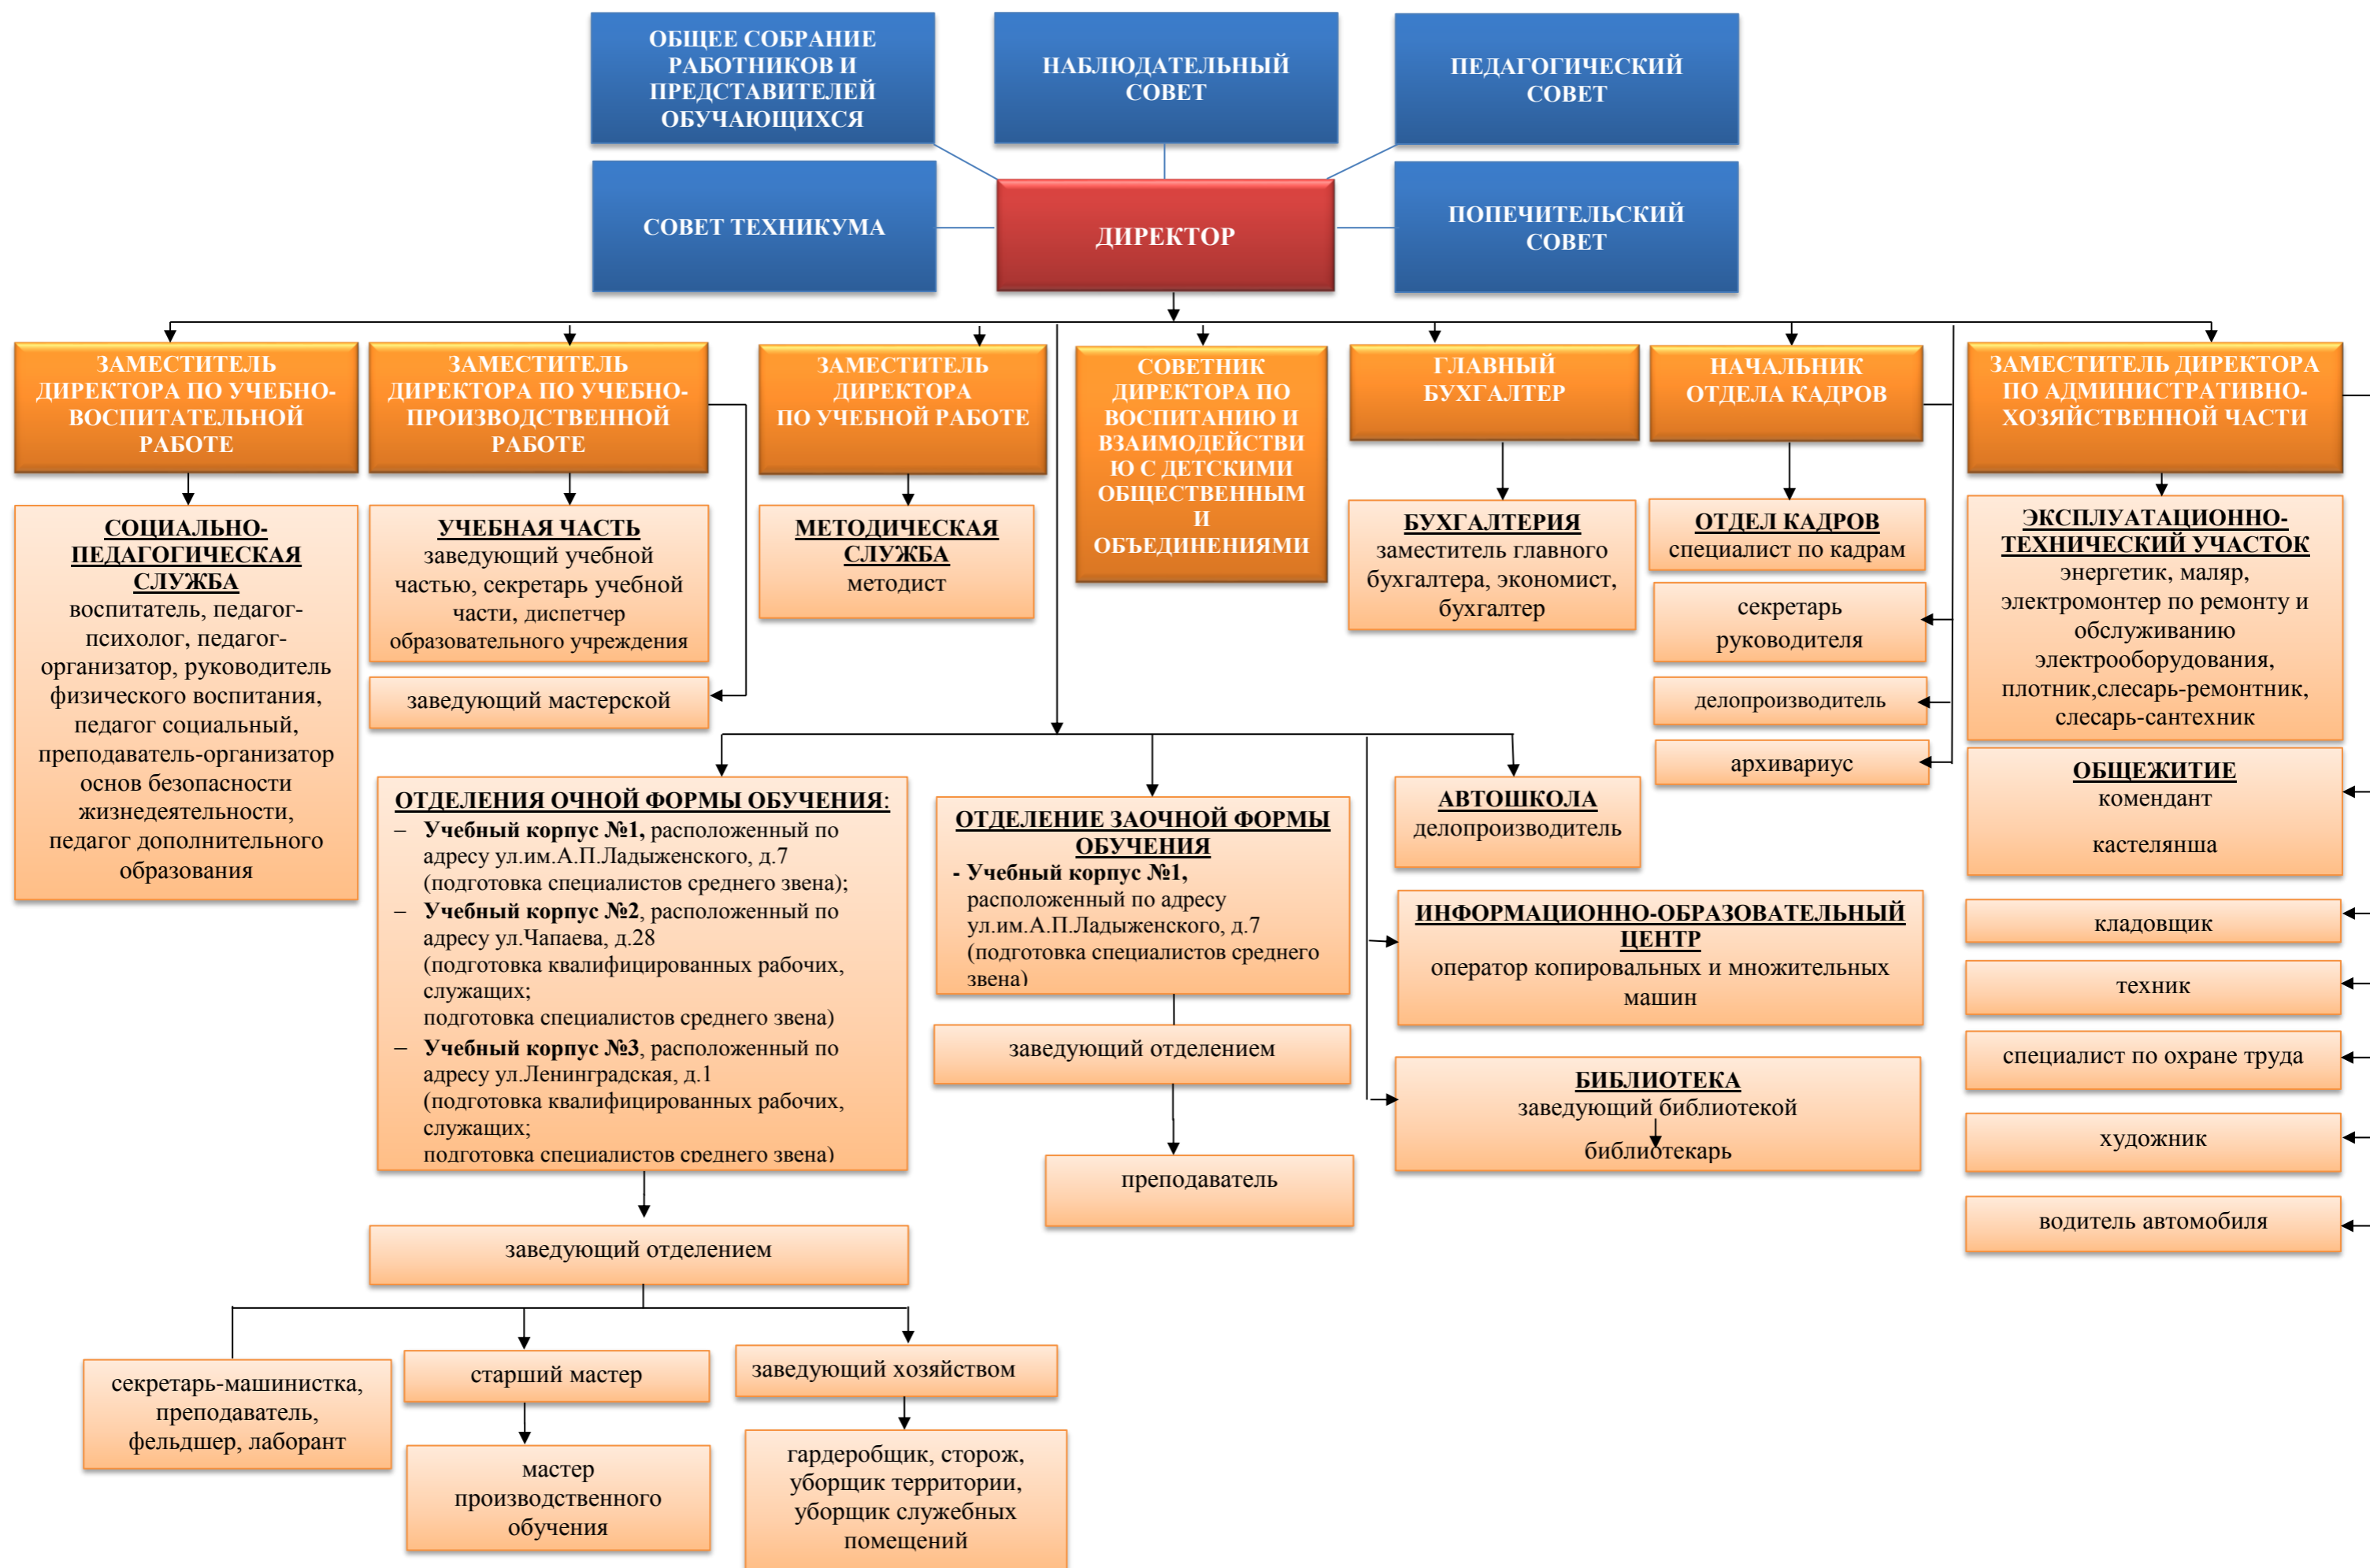 ОБЩЕЕ СОБРАНИЕ
РАБОТНИКОВ И
ПРЕДСТАВИТЕЛЕЙ
ОБУЧАЮЩИХСЯ
НАБЛЮДАТЕЛЬНЫЙ
СОВЕТ
ПЕДАГОГИЧЕСКИЙ
СОВЕТ
СОВЕТ ТЕХНИКУМА
ДИРЕКТОР
ПОПЕЧИТЕЛЬСКИЙ
СОВЕТ
ЗАМЕСТИТЕЛЬ
ДИРЕКТОРА ПО УЧЕБНО-
ВОСПИТАТЕЛЬНОЙ
РАБОТЕ
ЗАМЕСТИТЕЛЬ
ДИРЕКТОРА ПО УЧЕБНО-
ПРОИЗВОДСТВЕННОЙ
РАБОТЕ
ЗАМЕСТИТЕЛЬ
ДИРЕКТОРА
ПО УЧЕБНОЙ РАБОТЕ
СОВЕТНИК
ДИРЕКТОРА ПО
ВОСПИТАНИЮ И
ВЗАИМОДЕЙСТВИ
Ю С ДЕТСКИМИ
ОБЩЕСТВЕННЫМ
И
ОБЪЕДИНЕНИЯМИ
ГЛАВНЫЙ
БУХГАЛТЕР
НАЧАЛЬНИК
ОТДЕЛА КАДРОВ
ЗАМЕСТИТЕЛЬ ДИРЕКТОРА
ПО АДМИНИСТРАТИВНО-
ХОЗЯЙСТВЕННОЙ ЧАСТИ
СОЦИАЛЬНО-
ПЕДАГОГИЧЕСКАЯ
СЛУЖБА
воспитатель, педагог-
психолог, педагог-
организатор, руководитель
физического воспитания,
педагог социальный,
преподаватель-организатор
основ безопасности
жизнедеятельности,
педагог дополнительного
образования
УЧЕБНАЯ ЧАСТЬ
заведующий учебной
частью, секретарь учебной
части, диспетчер
образовательного учреждения
заведующий мастерской
МЕТОДИЧЕСКАЯ
СЛУЖБА
методист
БУХГАЛТЕРИЯ
заместитель главного
бухгалтера, экономист,
бухгалтер
ОТДЕЛ КАДРОВ
специалист по кадрам
секретарь
руководителя
делопроизводитель
архивариус
ЭКСПЛУАТАЦИОННО-
ТЕХНИЧЕСКИЙ УЧАСТОК
энергетик, маляр,
электромонтер по ремонту и
обслуживанию
электрооборудования,
плотник,слесарь-ремонтник,
слесарь-сантехник
ОБЩЕЖИТИЕ
комендант
кастелянша
кладовщик
техник
специалист по охране труда
художник
водитель автомобиля
ОТДЕЛЕНИЯ ОЧНОЙ ФОРМЫ ОБУЧЕНИЯ:
– Учебный корпус №1, расположенный по
адресу ул.им.А.П.Ладыженского, д.7
(подготовка специалистов среднего звена);
– Учебный корпус №2, расположенный по
адресу ул.Чапаева, д.28
(подготовка квалифицированных рабочих,
служащих;
подготовка специалистов среднего звена)
– Учебный корпус №3, расположенный по
адресу ул.Ленинградская, д.1
(подготовка квалифицированных рабочих,
служащих;
подготовка специалистов среднего звена)
ОТДЕЛЕНИЕ ЗАОЧНОЙ ФОРМЫ
ОБУЧЕНИЯ
- Учебный корпус №1,
расположенный по адресу
ул.им.А.П.Ладыженского, д.7
(подготовка специалистов среднего
звена)
заведующий отделением
преподаватель
АВТОШКОЛА
делопроизводитель
ИНФОРМАЦИОННО-ОБРАЗОВАТЕЛЬНЫЙ
ЦЕНТР
оператор копировальных и множительных
машин
БИБЛИОТЕКА
заведующий библиотекой
библиотекарь
заведующий отделением
секретарь-машинистка,
преподаватель,
фельдшер, лаборант
старший мастер
мастер
производственного
обучения
заведующий хозяйством
гардеробщик, сторож,
уборщик территории,
уборщик служебных
помещений